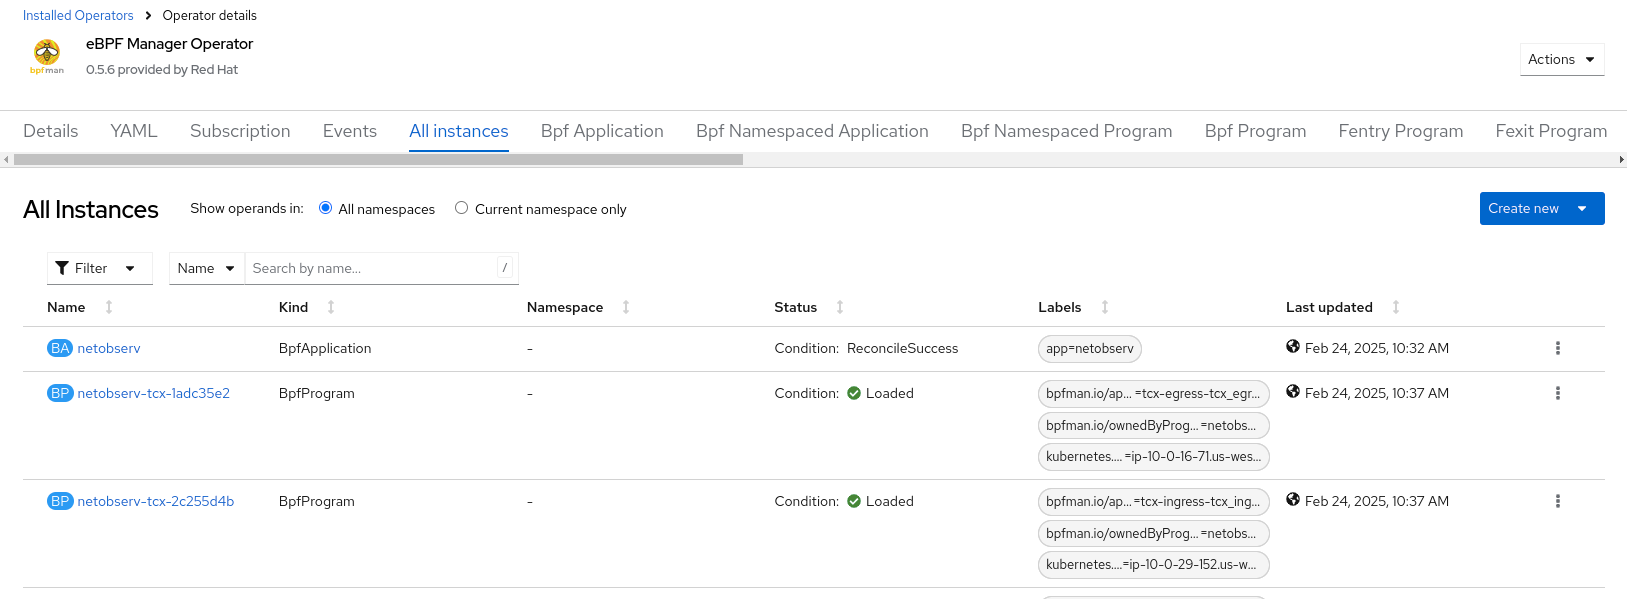 Installed Operators > Operator details
eBPF Manager Operator
bpfman
0.5.6 provided by Red Hat
Actions
Details YAML Subscription Events All instances Bpf Application Bpf Namespaced Application Bpf Namespaced Program Bpf Program Fentry Program Fexit Program
All Instances Show operands in: All namespaces Current namespace only Create new
Filter Name Search by name... /
Name Kind Namespace Status Labels Last updated
BA netobserv BpfApplication - Condition: ReconcileSuccess app=netobserv Feb 24, 2025, 10:32 AM
BP netobserv-tcx-1adc35e2 BpfProgram - Condition: Loaded bpfman.io/ap... =tcx-egress-tcx_egr... Feb 24, 2025, 10:37 AM
bpfman.io/ownedByProg... =netobs...
kubernetes.... =ip-10-0-16-71.us-wes...
BP netobserv-tcx-2c255d4b BpfProgram - Condition: Loaded bpfman.io/ap... =tcx-ingress-tcx_ing... Feb 24, 2025, 10:37 AM
bpfman.io/ownedByProg... =netobs...
kubernetes....=ip-10-0-29-152.us-w...